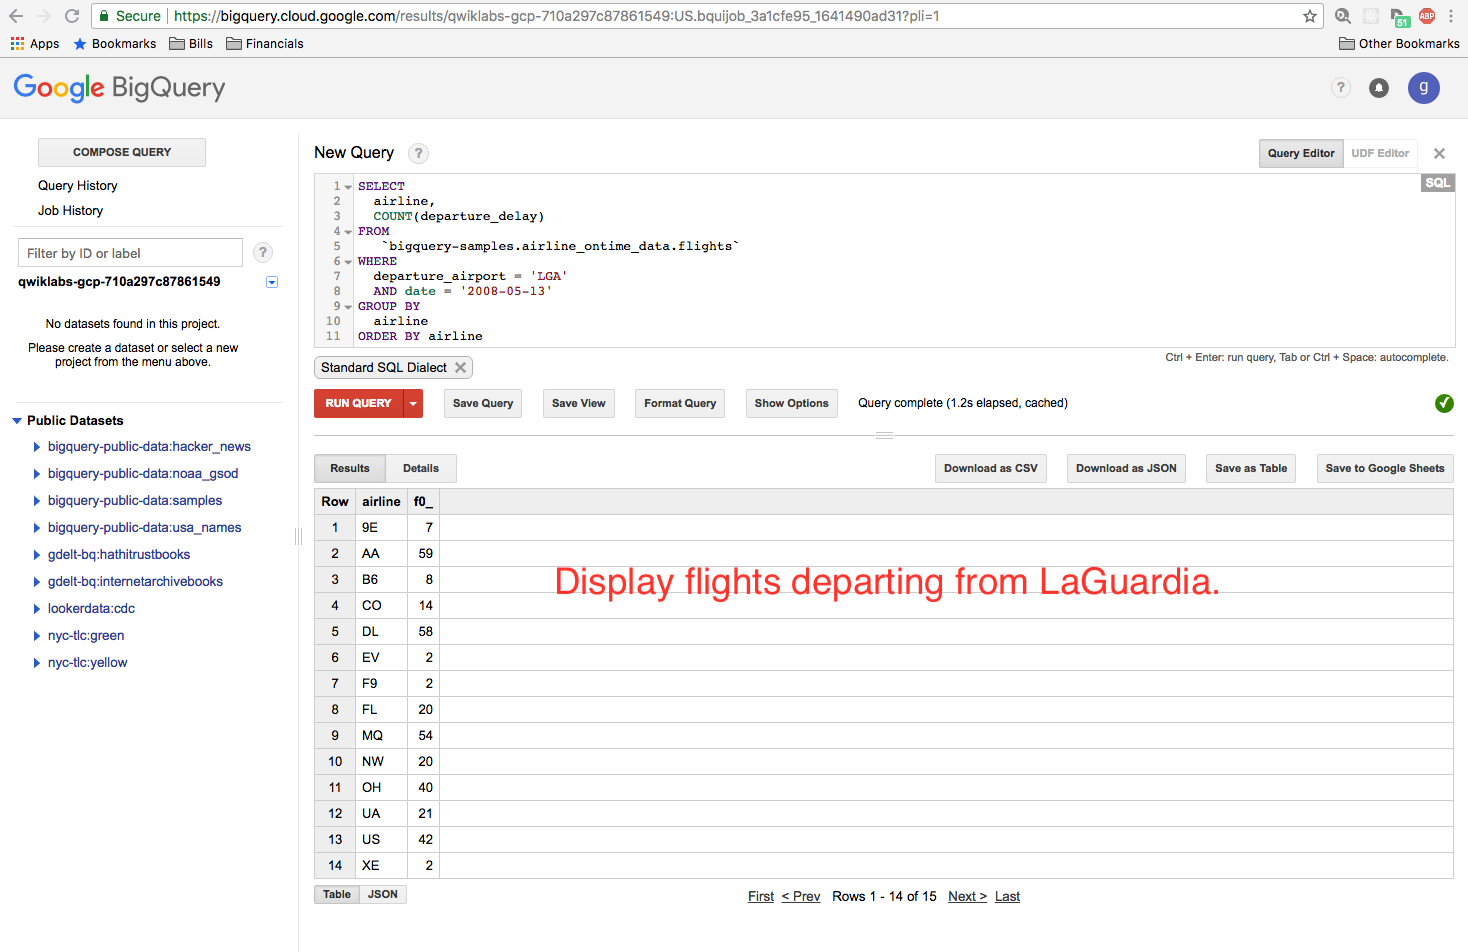 Secure https://bigquery.cloud.google.com/results/qwiklabs-gcp-710a297c87861549:US.bquijob_3a1cfe95_1641490ad31?pli=1
51
ABP
Apps Bookmarks Bills Financials Other Bookmarks
Google BigQuery
? g
COMPOSE QUERY
Query History
Job History
Filter by ID or label ?
qwiklabs-gcp-710a297c87861549
No datasets found in this project.
Please create a dataset or select a new
project from the menu above.
Public Datasets
bigquery-public-data:hacker_news
bigquery-public-data:noaa_gsod
bigquery-public-data:samples
bigquery-public-data:usa_names
gdelt-bq:hathitrustbooks
gdelt-bq:internetarchivebooks
lookerdata:cdc
nyc-tlc:green
nyc-tlc:yellow
New Query ? Query Editor UDF Editor
SQL
1 SELECT
2 airline,
3 COUNT(departure_delay)
4 FROM
5 `bigquery-samples.airline_ontime_data.flights`
6 WHERE
7 departure_airport = 'LGA'
8 AND date = '2008-05-13'
9 GROUP BY
10 airline
11 ORDER BY airline
Ctrl + Enter: run query, Tab or Ctrl + Space: autocomplete.
Standard SQL Dialect
RUN QUERY Save Query Save View Format Query Show Options Query complete (1.2s elapsed, cached)
Results Details Download as CSV Download as JSON Save as Table Save to Google Sheets
Row airline f0_
1 9E 7
2 AA 59
3 B6 8
Display flights departing from LaGuardia.
4 CO 14
5 DL 58
6 EV 2
7 F9 2
8 FL 20
9 MQ 54
10 NW 20
11 OH 40
12 UA 21
13 US 42
14 XE 2
Table JSON First < Prev Rows 1 - 14 of 15 Next > Last